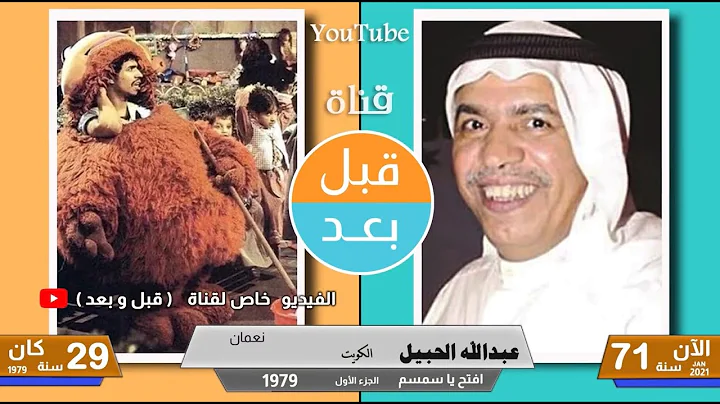 YouTube
قناة
قبل
بعد
الفيديو خاص لقناة ( قبل و بعد )
نعمان
عبدالله الحبيل الكويت
افتح يا سمسم الجزء الأول 1979
الآن
JAN
2021
71 سنة
كان
1979
29 سنة